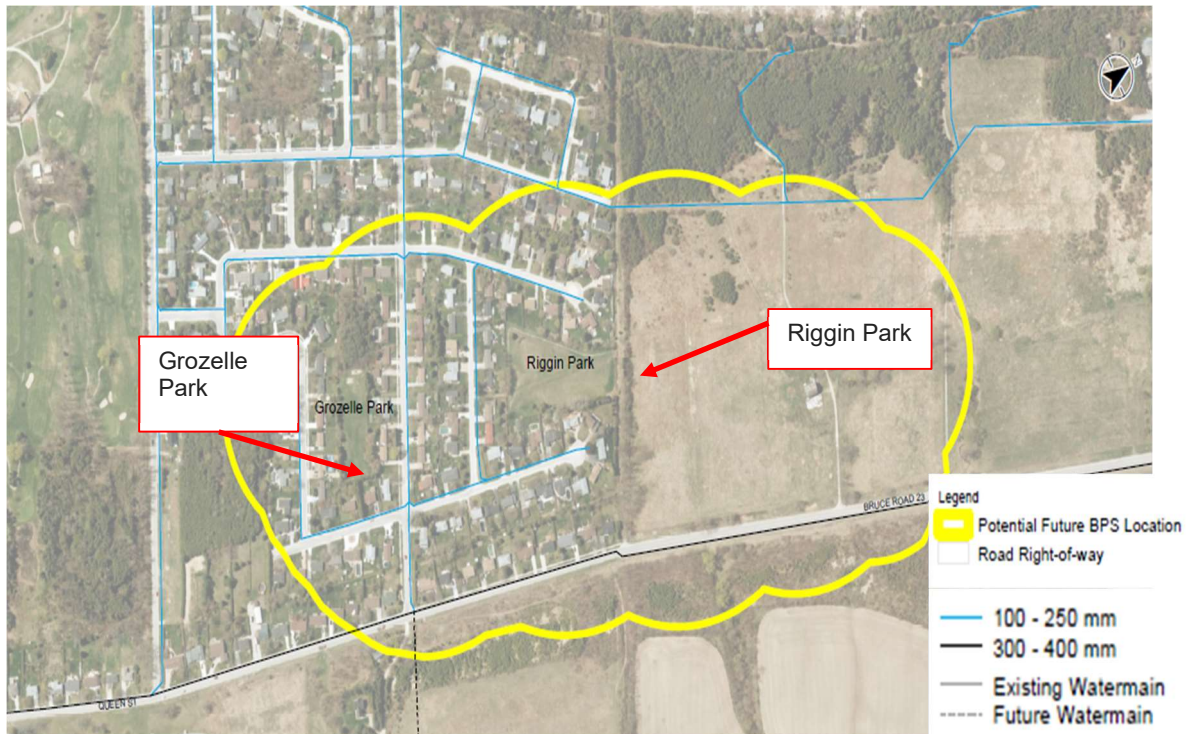 Grozelle
Park
Riggin Park
Riggin Park
Grozelle Park
BRUCE ROAD 23
QUEEN ST
Legend
Potential Future BPS Location
Road Right-of-way
100 - 250 mm
300 - 400 mm
Existing Watermain
Future Watermain